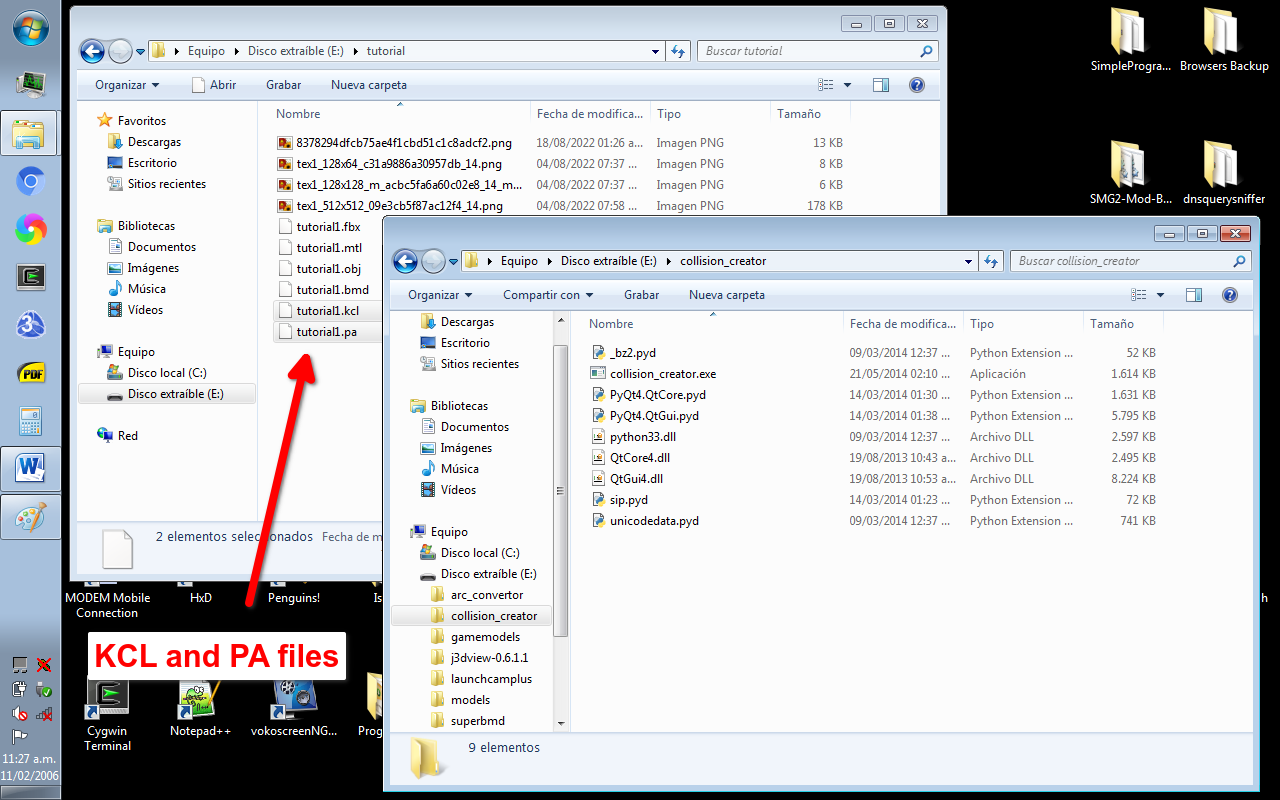 Equipo Disco extraíble (E:) tutorial
Buscar tutorial
Organizar Abrir Grabar Nueva carpeta
Favoritos
Descargas
Escritorio
Sitios recientes
Bibliotecas
Documentos
Imágenes
Música
Vídeos
Equipo
Disco local (C:)
Disco extraíble (E:)
Red
Nombre Fecha de modifica... Tipo Tamaño
8378294dfcb75ae4f1cbd51c1c8adcf2.png 18/08/2022 01:26 a... Imagen PNG 13 KB
tex1_128x64_c31a9886a30957db_14.png 04/08/2022 07:37 ... Imagen PNG 8 KB
tex1_128x128_m_acbc5fa6a60c02e8_14_m... 04/08/2022 07:37 ... Imagen PNG 6 KB
tex1_512x512_09e3cb5f87ac12f4_14.png 04/08/2022 07:58 ... Imagen PNG 178 KB
tutorial1.fbx
tutorial1.mtl
tutorial1.obj
tutorial1.bmd
tutorial1.kcl
tutorial1.pa
2 elementos seleccionados Fecha de m
Equipo Disco extraíble (E:) collision_creator
Buscar collision_creator
Organizar Compartir con Grabar Nueva carpeta
Descargas
Escritorio
Sitios recientes
Bibliotecas
Documentos
Imágenes
Música
Vídeos
Equipo
Disco local (C:)
Disco extraíble (E:)
arc_convertor
collision_creator
gamemodels
j3dview-0.6.1.1
launchcamplus
models
superbmd
Nombre Fecha de modifica... Tipo Tamaño
_bz2.pyd 09/03/2014 12:37 ... Python Extension ... 52 KB
collision_creator.exe 21/05/2014 02:10 ... Aplicación 1.614 KB
PyQt4.QtCore.pyd 14/03/2014 01:30 ... Python Extension ... 1.631 KB
PyQt4.QtGui.pyd 14/03/2014 01:38 ... Python Extension ... 5.795 KB
python33.dll 09/03/2014 12:37 ... Archivo DLL 2.597 KB
QtCore4.dll 19/08/2013 10:43 a... Archivo DLL 2.495 KB
QtGui4.dll 19/08/2013 10:53 a... Archivo DLL 8.224 KB
sip.pyd 14/03/2014 01:23 ... Python Extension ... 72 KB
unicodedata.pyd 09/03/2014 12:37 ... Python Extension ... 741 KB
9 elementos
SimpleProgra...
Browsers Backup
SMG2-Mod-B...
dnsquerysniffer
MODEM Mobile
Connection
HxD
Penguins!
Is
h
KCL and PA files
Cygwin
Terminal
Notepad++
vokoscreenNG...
Prog
PDF
11:27 a.m.
11/02/2006